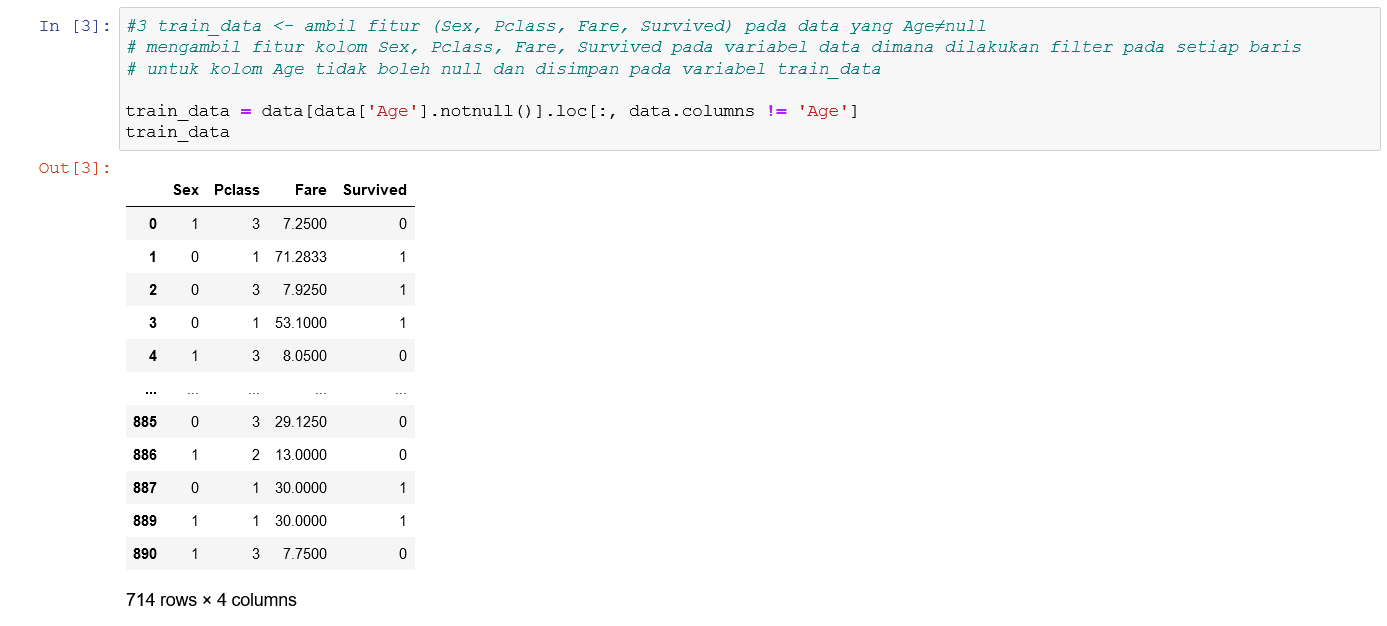 In [3]: #3 train_data <- ambil fitur (Sex, Pclass, Fare, Survived) pada data yang Age≠null
# mengambil fitur kolom Sex, Pclass, Fare, Survived pada variabel data dimana dilakukan filter pada setiap baris
# untuk kolom Age tidak boleh null dan disimpan pada variabel train_data
train_data = data[data['Age'].notnull()].loc[:, data.columns != 'Age']
train_data
Out[3]:
Sex Pclass Fare Survived
0 1 3 7.2500 0
1 0 1 71.2833 1
2 0 3 7.9250 1
3 0 1 53.1000 1
4 1 3 8.0500 0
... ... ... ... ...
885 0 3 29.1250 0
886 1 2 13.0000 0
887 0 1 30.0000 1
889 1 1 30.0000 1
890 1 3 7.7500 0
714 rows × 4 columns